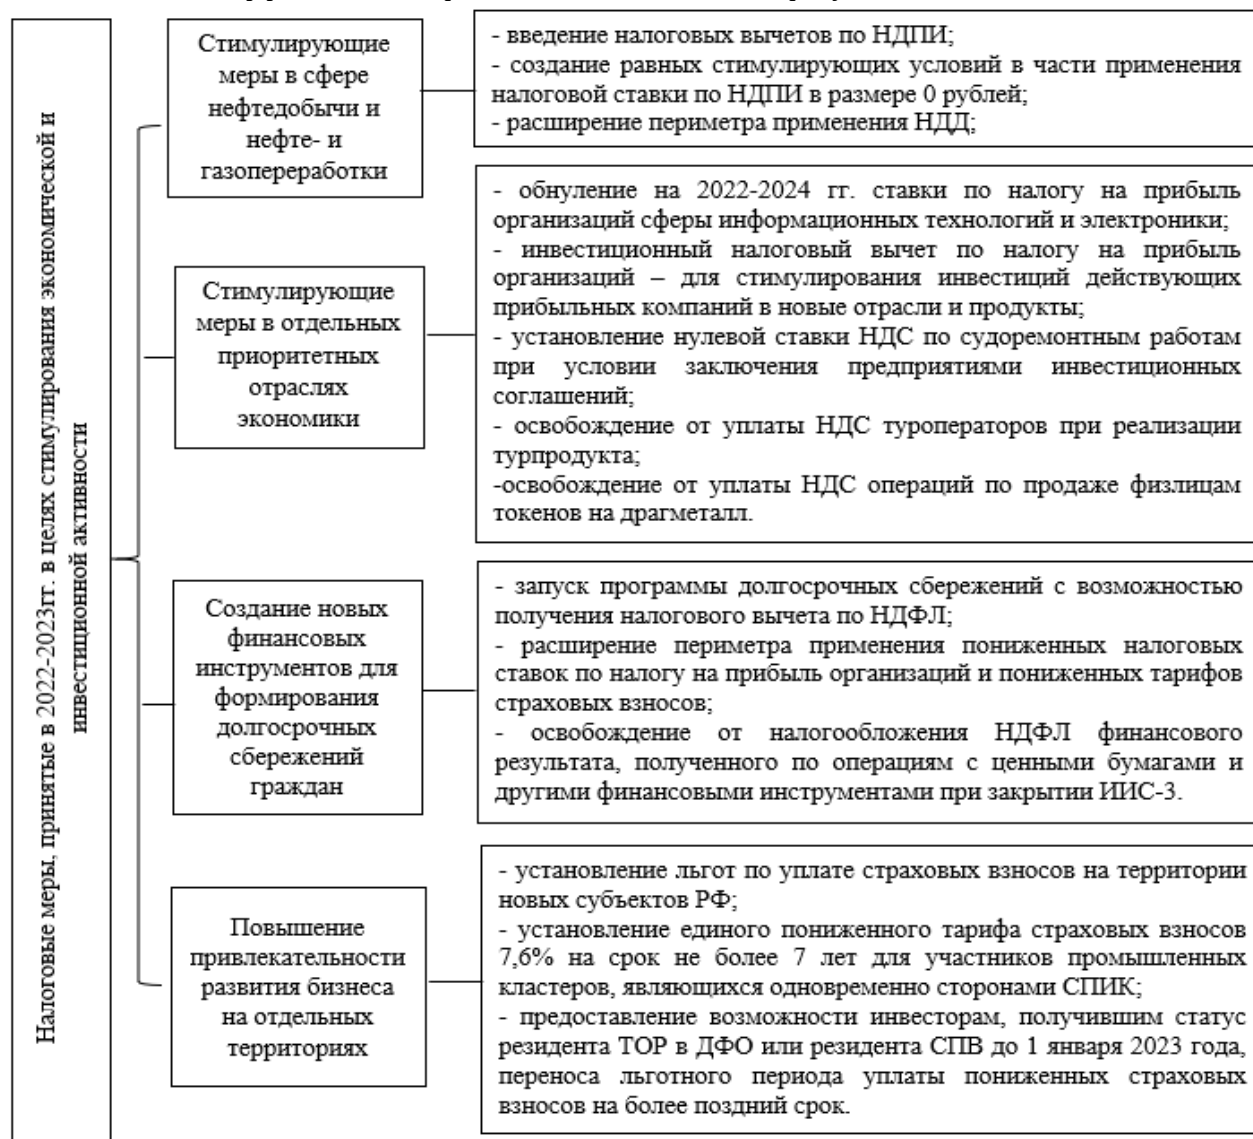 Налоговые меры, принятые в 2022-2023гг. в целях стимулирования экономической и
инвестиционной активности
Стимулирующие
меры в сфере
нефтедобычи и
нефте- и
газопереработки
- введение налоговых вычетов по НДПИ;
- создание равных стимулирующих условий в части применения
налоговой ставки по НДПИ в размере 0 рублей;
- расширение периметра применения НДД;
Стимулирующие
меры в отдельных
приоритетных
отраслях
экономики
- обнуление на 2022-2024 гг. ставки по налогу на прибыль
организаций сферы информационных технологий и электроники;
- инвестиционный налоговый вычет по налогу на прибыль
организаций – для стимулирования инвестиций действующих
прибыльных компаний в новые отрасли и продукты;
- установление нулевой ставки НДС по судоремонтным работам
при условии заключения предприятиями инвестиционных
соглашений;
- освобождение от уплаты НДС туроператоров при реализации
турпродукта;
-освобождение от уплаты НДС операций по продаже физлицам
токенов на драгметалл.
Создание новых
финансовых
инструментов для
формирования
долгосрочных
сбережений
граждан
- запуск программы долгосрочных сбережений с возможностью
получения налогового вычета по НДФЛ;
- расширение периметра применения пониженных налоговых
ставок по налогу на прибыль организаций и пониженных тарифов
страховых взносов;
- освобождение от налогообложения НДФЛ финансового
результата, полученного по операциям с ценными бумагами и
другими финансовыми инструментами при закрытии ИИС-3.
Повышение
привлекательности
развития бизнеса
на отдельных
территориях
- установление льгот по уплате страховых взносов на территории
новых субъектов РФ;
- установление единого пониженного тарифа страховых взносов
7,6% на срок не более 7 лет для участников промышленных
кластеров, являющихся одновременно сторонами СПИК;
- предоставление возможности инвесторам, получившим статус
резидента ТОР в ДФО или резидента СПВ до 1 января 2023 года,
переноса льготного периода уплаты пониженных страховых
взносов на более поздний срок.